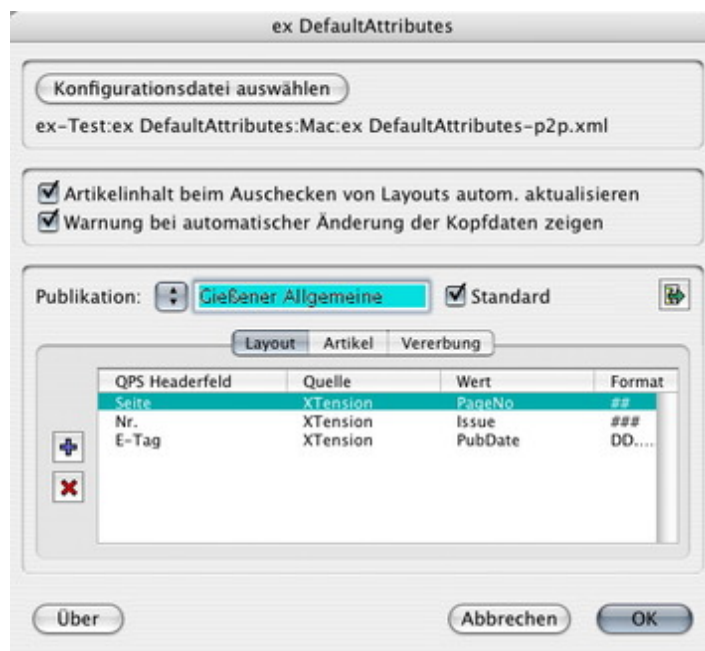 ex DefaultAttributes
Konfigurationsdatei auswählen
ex-Test:ex DefaultAttributes:Mac:ex DefaultAttributes-p2p.xml
Artikelinhalt beim Auschecken von Layouts autom. aktualisieren
Warnung bei automatischer Änderung der Kopfdaten zeigen
Publikation: Gießener Allgemeine Standard
Layout Artikel Vererbung
QPS Headerfeld Quelle Wert Format
Seite XTension PageNo ##
Nr. XTension Issue ###
E-Tag XTension PubDate DD....
Über Abbrechen OK